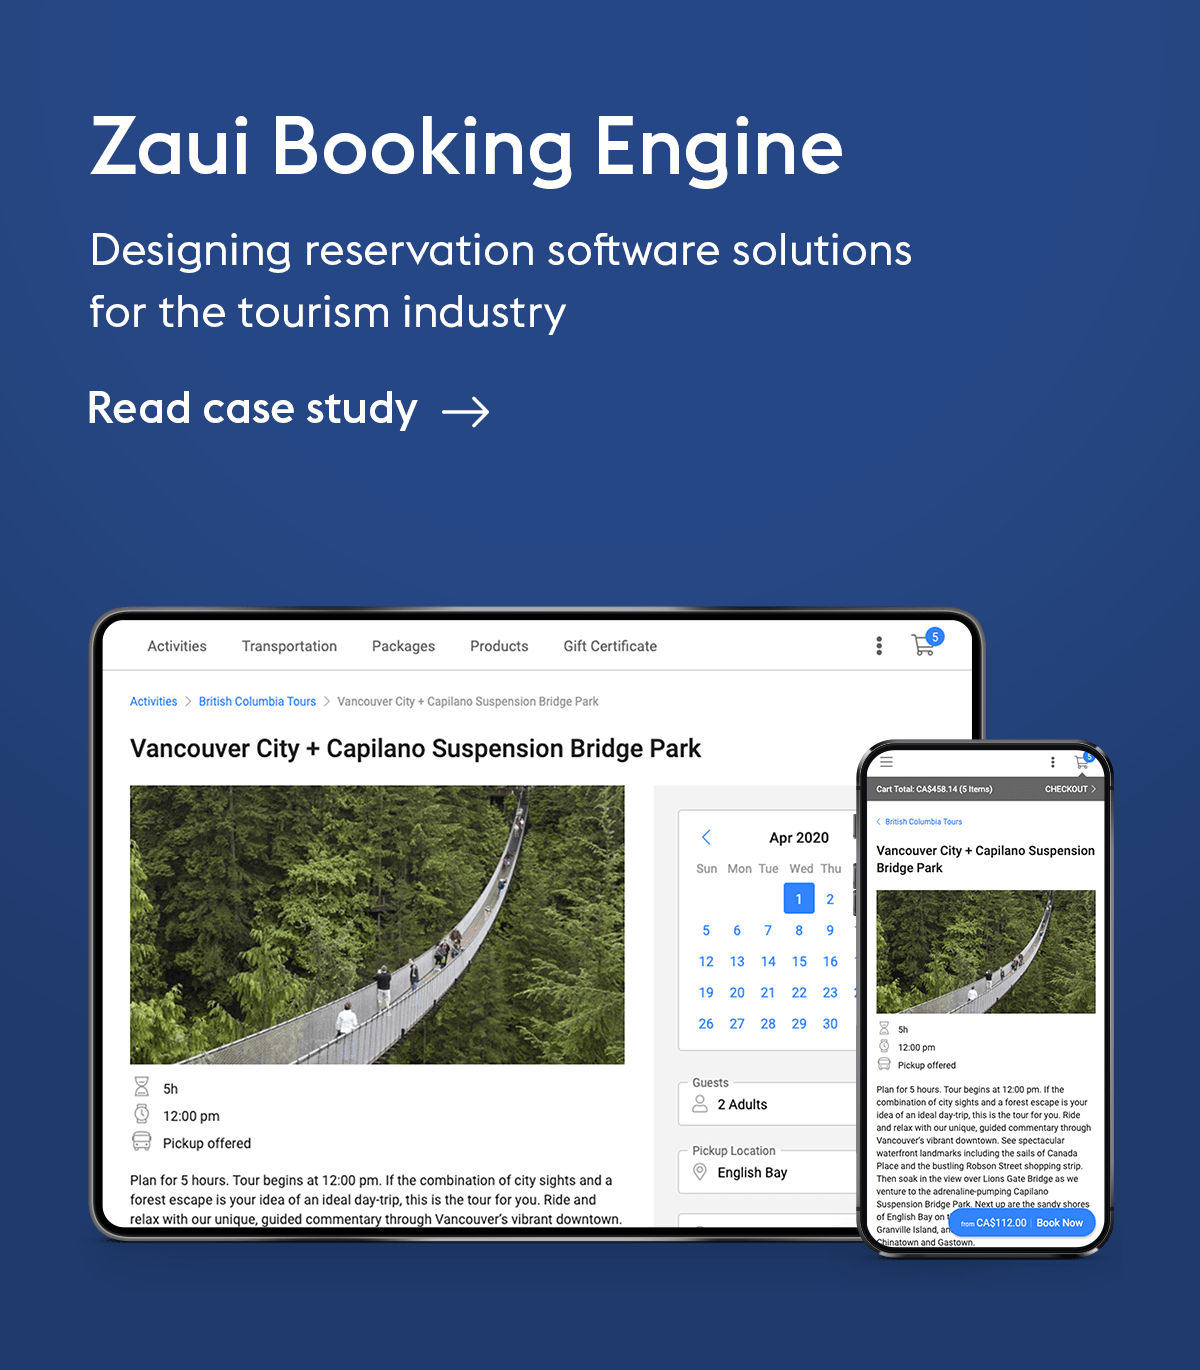 Zaui Booking Engine
Designing reservation software solutions
for the tourism industry
Read case study
Activities Transportation Packages Products Gift Certificate 5
Activities > British Columbia Tours > Vancouver City + Capilano Suspension Bridge Park
Vancouver City + Capilano Suspension Bridge Park
Apr 2020
Sun Mon Tue Wed Thu
1 2
5 6 7 8 9
12 13 14 15 16
19 20 21 22 23
26 27 28 29 30
Guests
2 Adults
Pickup Location
English Bay
5h
12:00 pm
Pickup offered
Plan for 5 hours. Tour begins at 12:00 pm. If the combination of city sights and a
forest escape is your idea of an ideal day-trip, this is the tour for you. Ride and
relax with our unique, guided commentary through Vancouver's vibrant downtown.
5
Cart Total: CA$458.14 (5 Items) CHECKOUT >
< British Columbia Tours
Vancouver City + Capilano Suspension
Bridge Park
5h
12:00 pm
Pickup offered
Plan for 5 hours. Tour begins at 12:00 pm. If the
combination of city sights and a forest escape is your
idea of an ideal day-trip, this is the tour for you. Ride
and relax with our unique, guided commentary through
Vancouver's vibrant downtown. See spectacular
waterfront landmarks including the sails of Canada
Place and the bustling Robson Street shopping strip.
Then soak in the view over Lions Gate Bridge as we
venture to the adrenaline-pumping Capilano
Suspension Bridge Park. Next up are the sandy shores
of English Bay on
Granville Island,
Chinatown and Gastown.
from CA$112.00 | Book Now